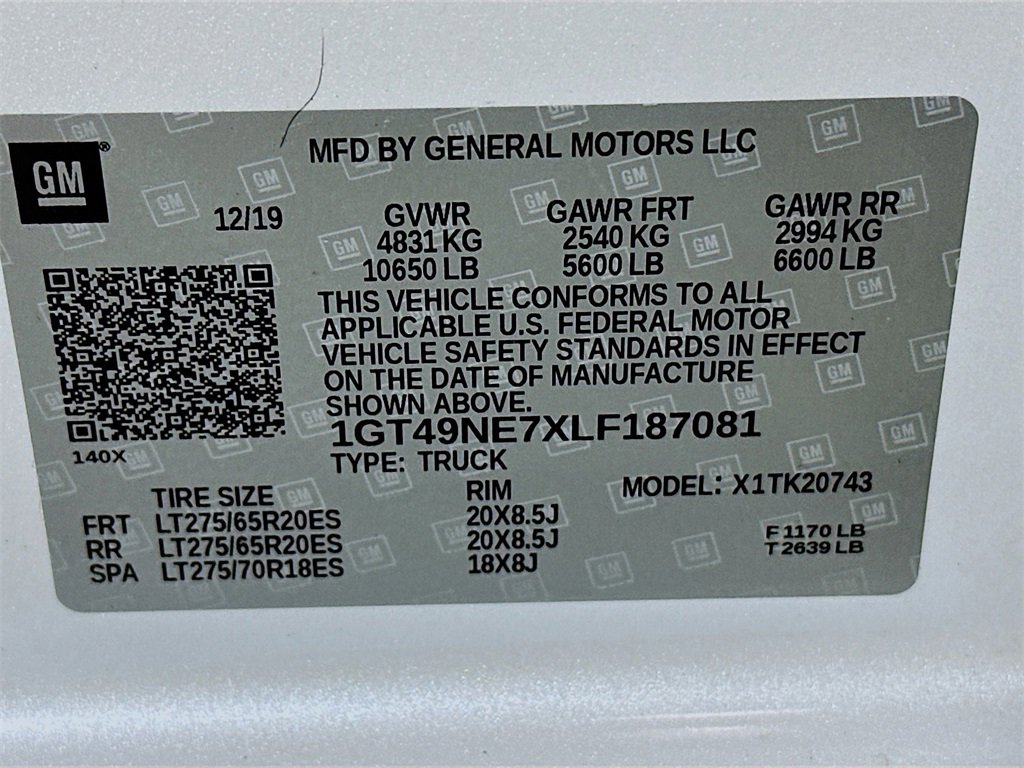 GM
MFD BY GENERAL MOTORS LLC
12/19
GVWR GAWR FRT GAWR RR
4831 KG 2540 KG 2994 KG
10650 LB 5600 LB 6600 LB
THIS VEHICLE CONFORMS TO ALL
APPLICABLE U.S. FEDERAL MOTOR
VEHICLE SAFETY STANDARDS IN EFFECT
ON THE DATE OF MANUFACTURE
SHOWN ABOVE.
1GT49NE7XLF187081
140X
TYPE: TRUCK
TIRE SIZE RIM MODEL: X1TK20743
FRT LT275/65R20ES 20X8.5J
RR LT275/65R20ES 20X8.5J
SPA LT275/70R18ES 18X8J
F 1170 LB
T 2639 LB